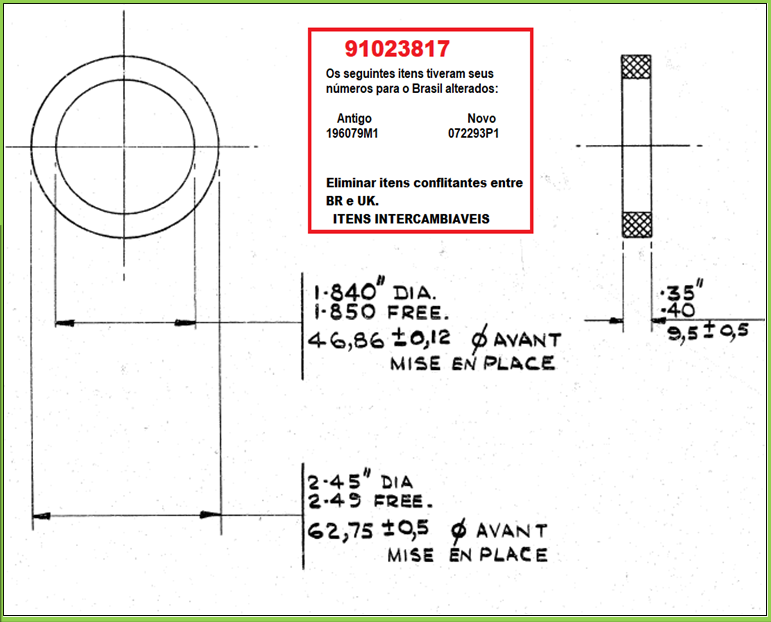 91023817
Os seguintes itens tiveram seus
números para o Brasil alterados:
Antigo Novo
196079M1 072293P1
Eliminar itens conflitantes entre
BR e UK.
ITENS INTERCAMBIAVEIS
1·840" DIA.
1·850 FREE.
46,86 ±0,12 ϕ AVANT
MISE EN PLACE
·35"
·40
9,5 ± 0,5
2·45" DIA
2·49 FREE.
62,75 ±0,5 ϕ AVANT
MISE EN PLACE